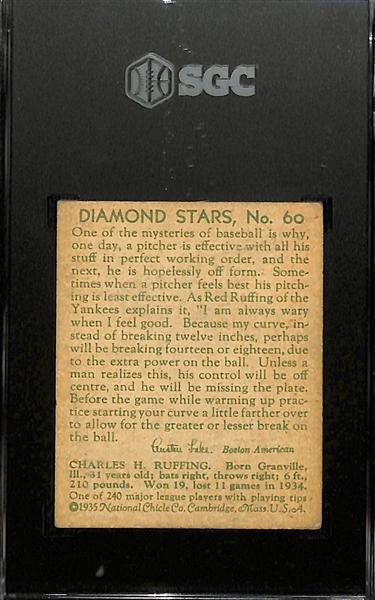 SGC
DIAMOND STARS, No. 60
One of the mysteries of baseball is why,
one day, a pitcher is effective with all his
stuff in perfect working order, and the
next, he is hopelessly off form. Some-
times when a pitcher feels best his pitch-
ing is least effective. As Red Ruffing of the
Yankees explains it, "I am always wary
when I feel good. Because my curve, in-
stead of breaking twelve inches, perhaps
will be breaking fourteen or eighteen, due
to the extra power on the ball. Unless a
man realizes this, his control will be off
centre, and he will be missing the plate.
Before the game while warming up prac-
tice starting your curve a little farther over
to allow for the greater or lesser break on
the ball.
Austen Lake. Boston American
CHARLES H. RUFFING. Born Granville,
Ill., 31 years old; bats right, throws right; 6 ft.,
210 pounds. Won 19, lost 11 games in 1934.
One of 240 major league players with playing tips
©1935 National Chicle Co. Cambridge, Mass. U.S.A.